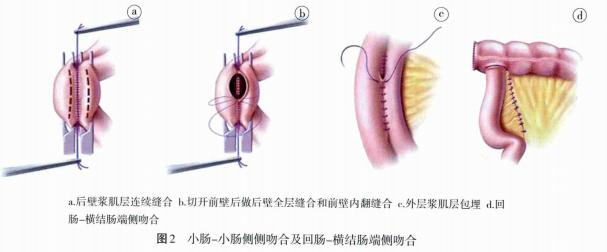 ⓐ ⓑ ⓒ ⓓ
a.后壁浆肌层连续缝合 b.切开前壁后做后壁全层缝合和前壁内翻缝合 c.外层浆肌层包埋 d.回
肠-横结肠端侧吻合
图2 小肠-小肠侧侧吻合及回肠-横结肠端侧吻合